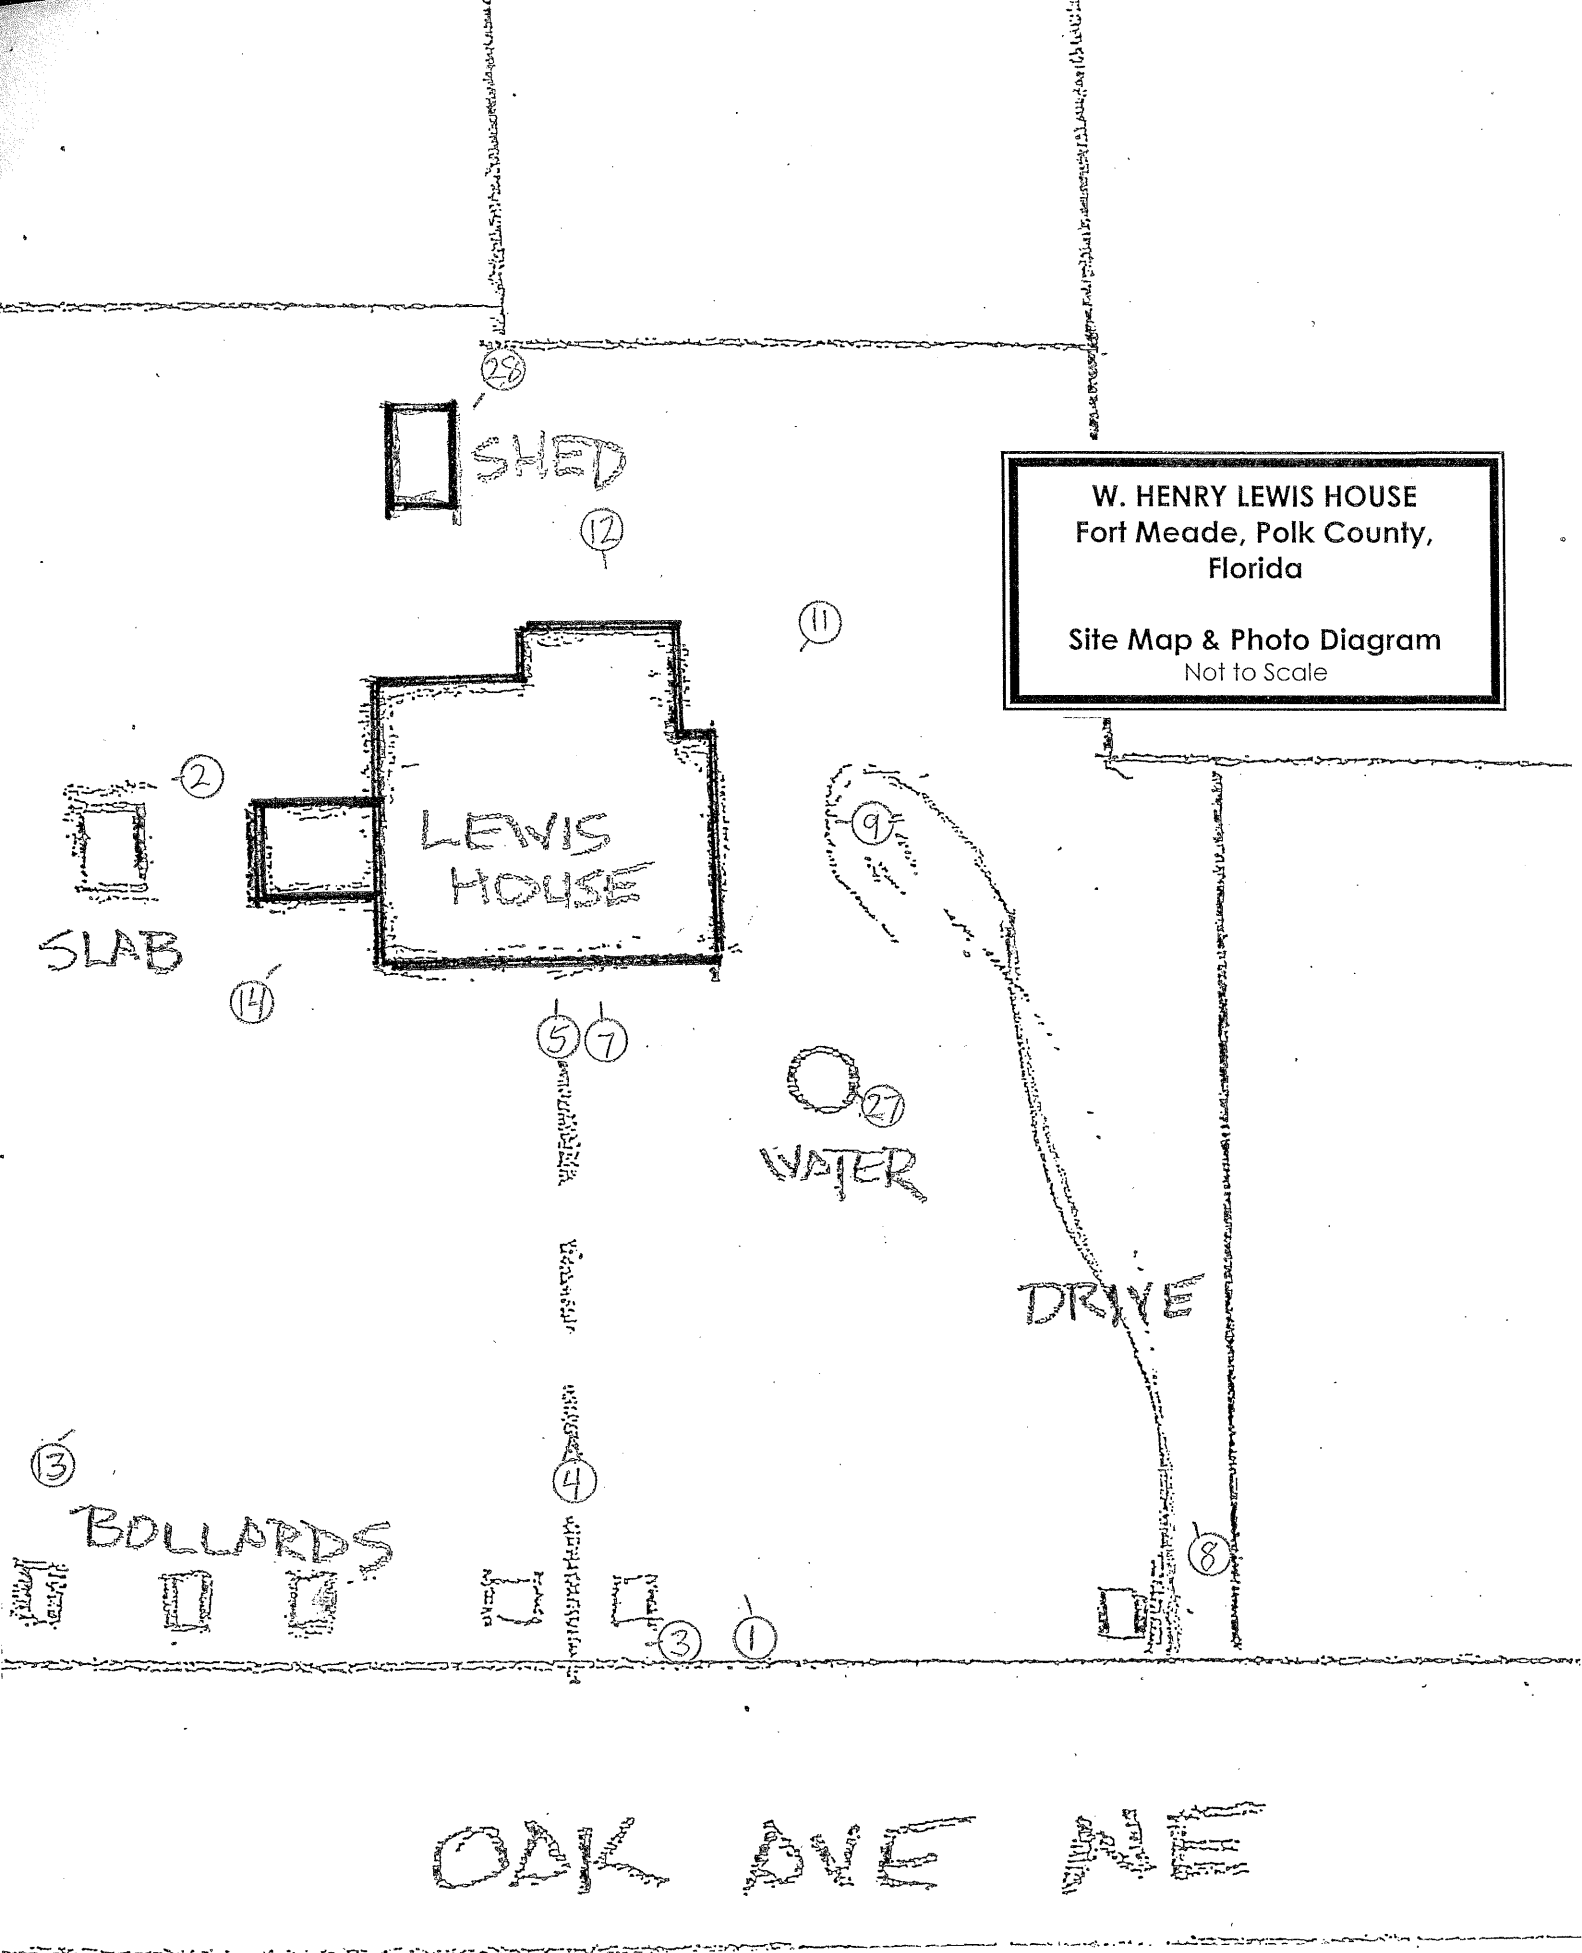 28
SHED
12
W. HENRY LEWIS HOUSE
Fort Meade, Polk County,
Florida
Site Map & Photo Diagram
Not to Scale
11
2
9
LEWIS
HOUSE
SLAB
14
5
7
27
WATER
DRIVE
13
4
BOLLARDS
8
3
1
OAK AVE NE